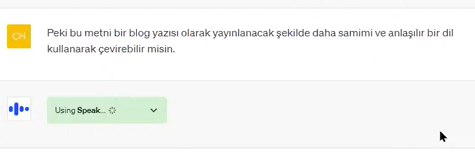 CH
Peki bu metni bir blog yazısı olarak yayınlanacak şekilde daha samimi ve anlaşılır bir dil
kullanarak çevirebilir misin.
Using Speak...